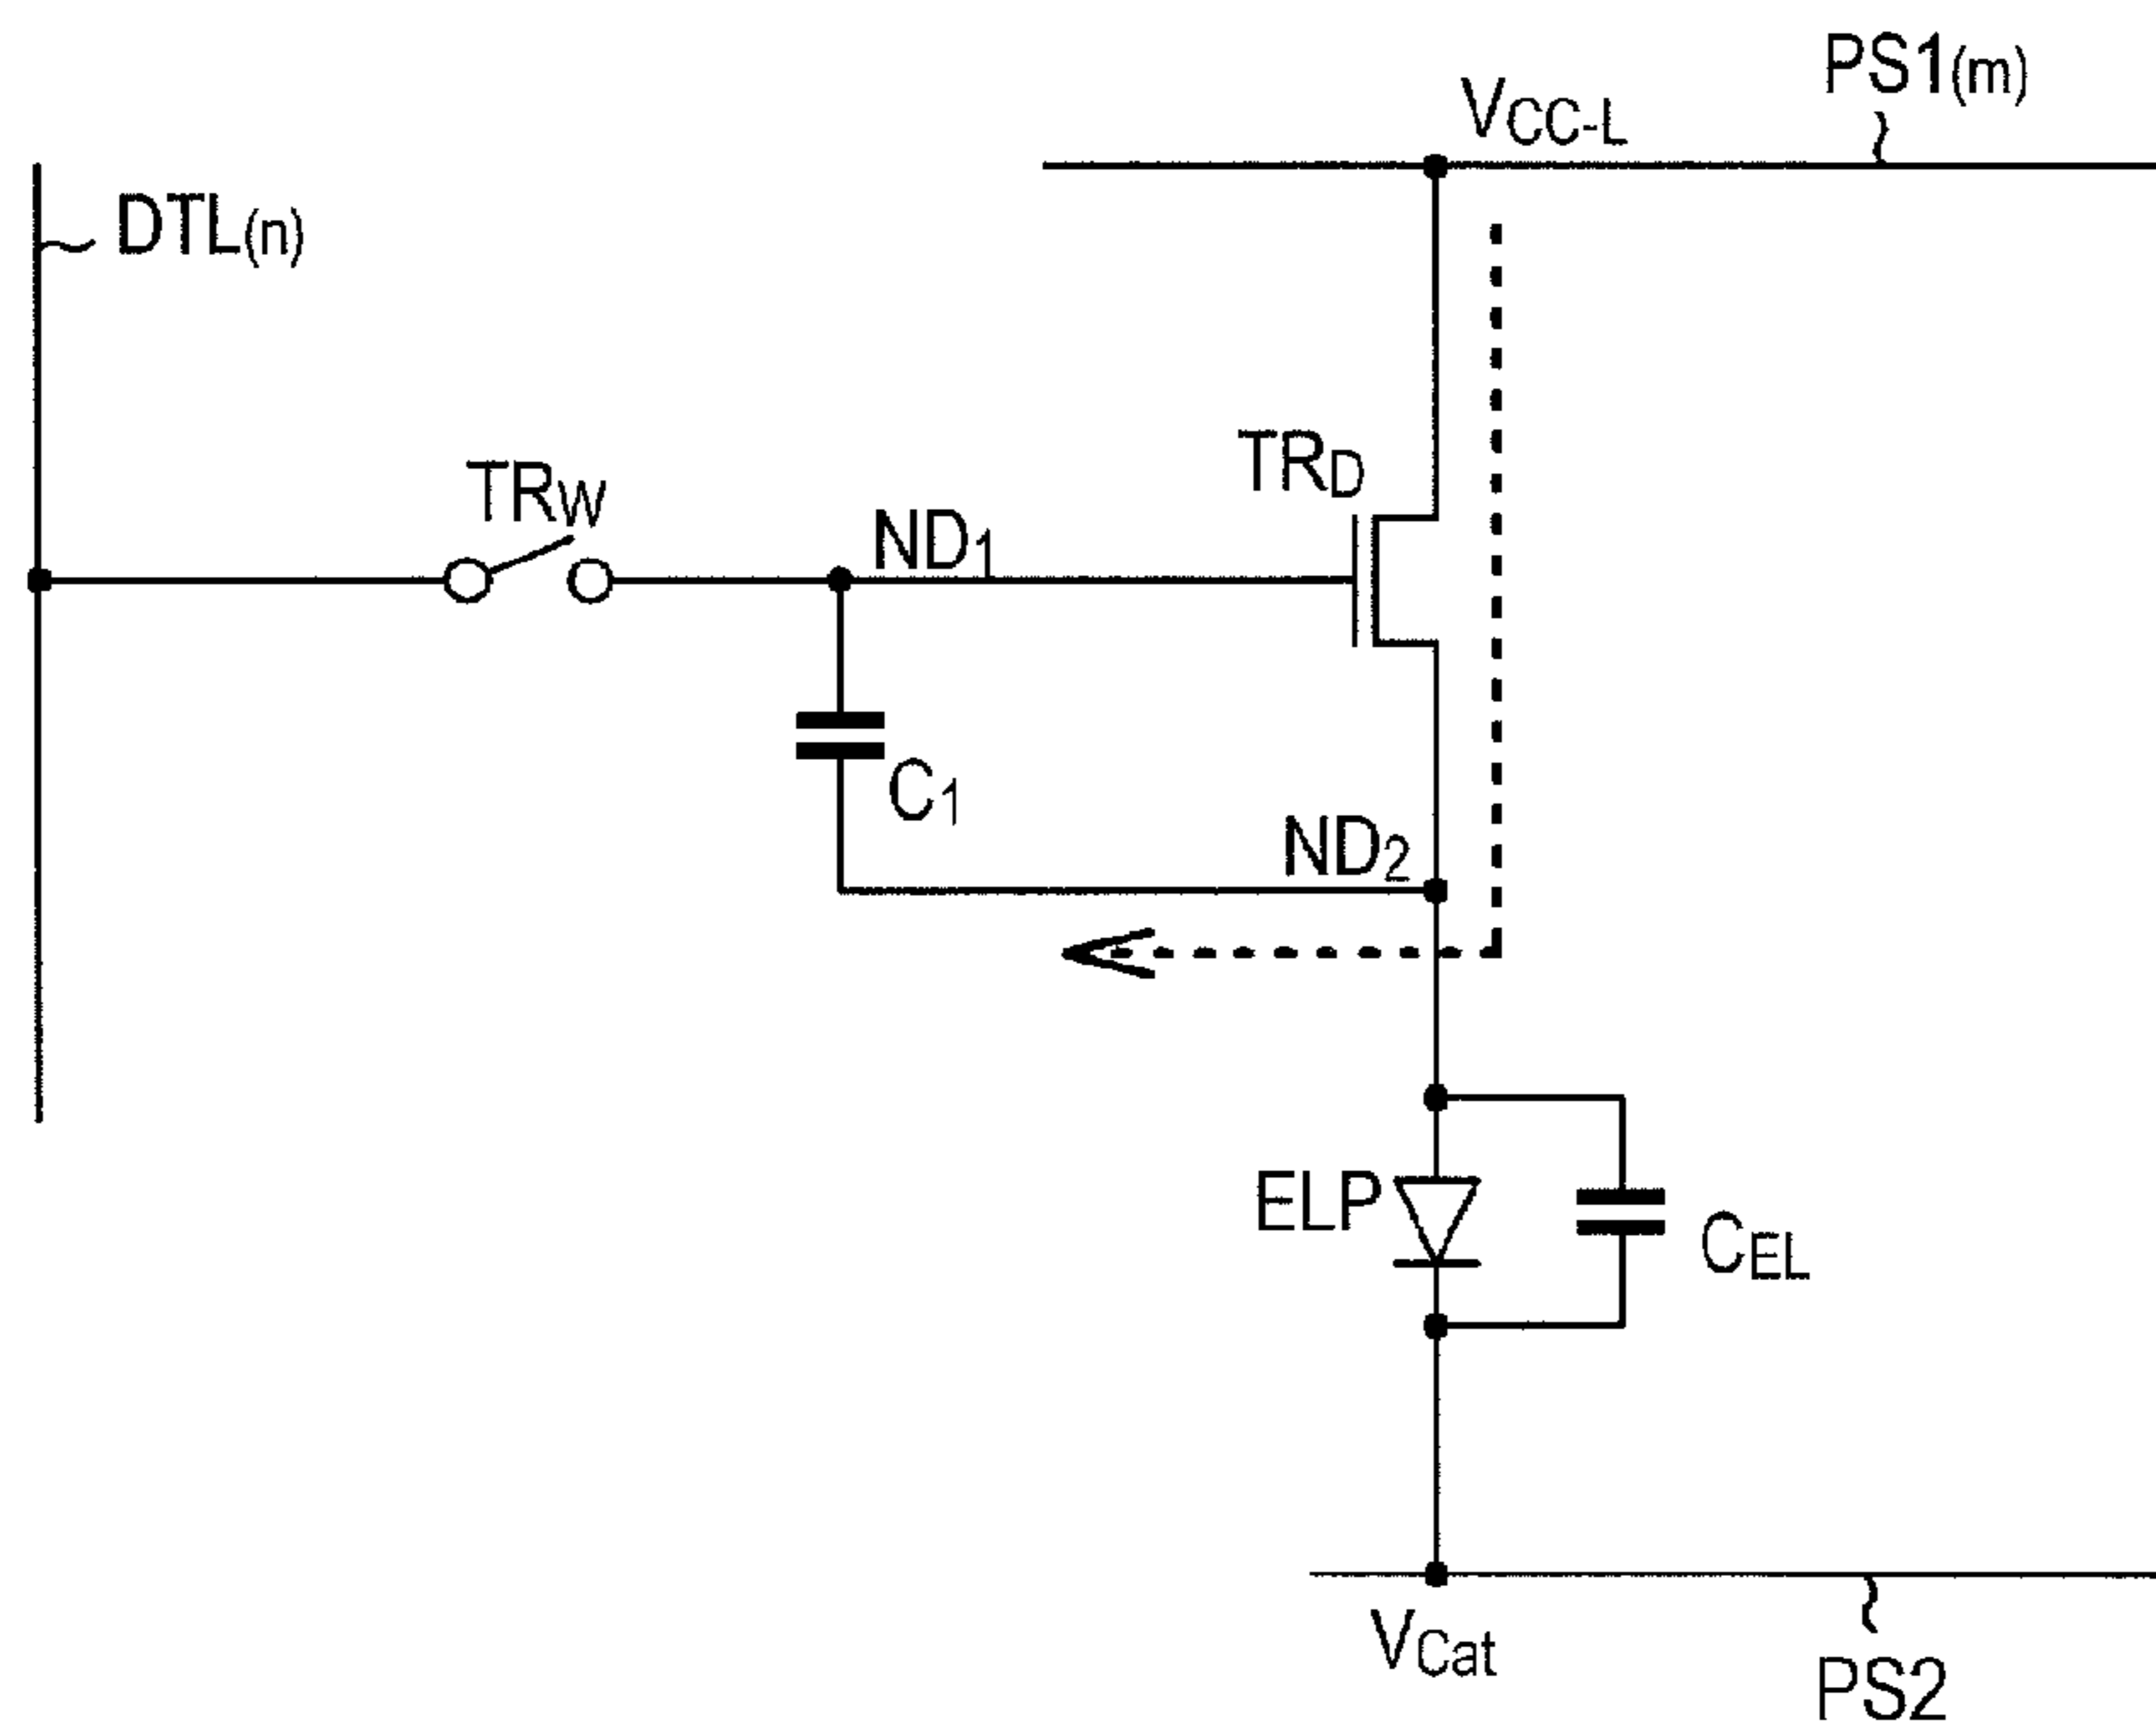 PS1(m)
VCC-L
DTL(n)
TRD
TRW
ND1
C1
ND2
ELP
CEL
VCat
PS2